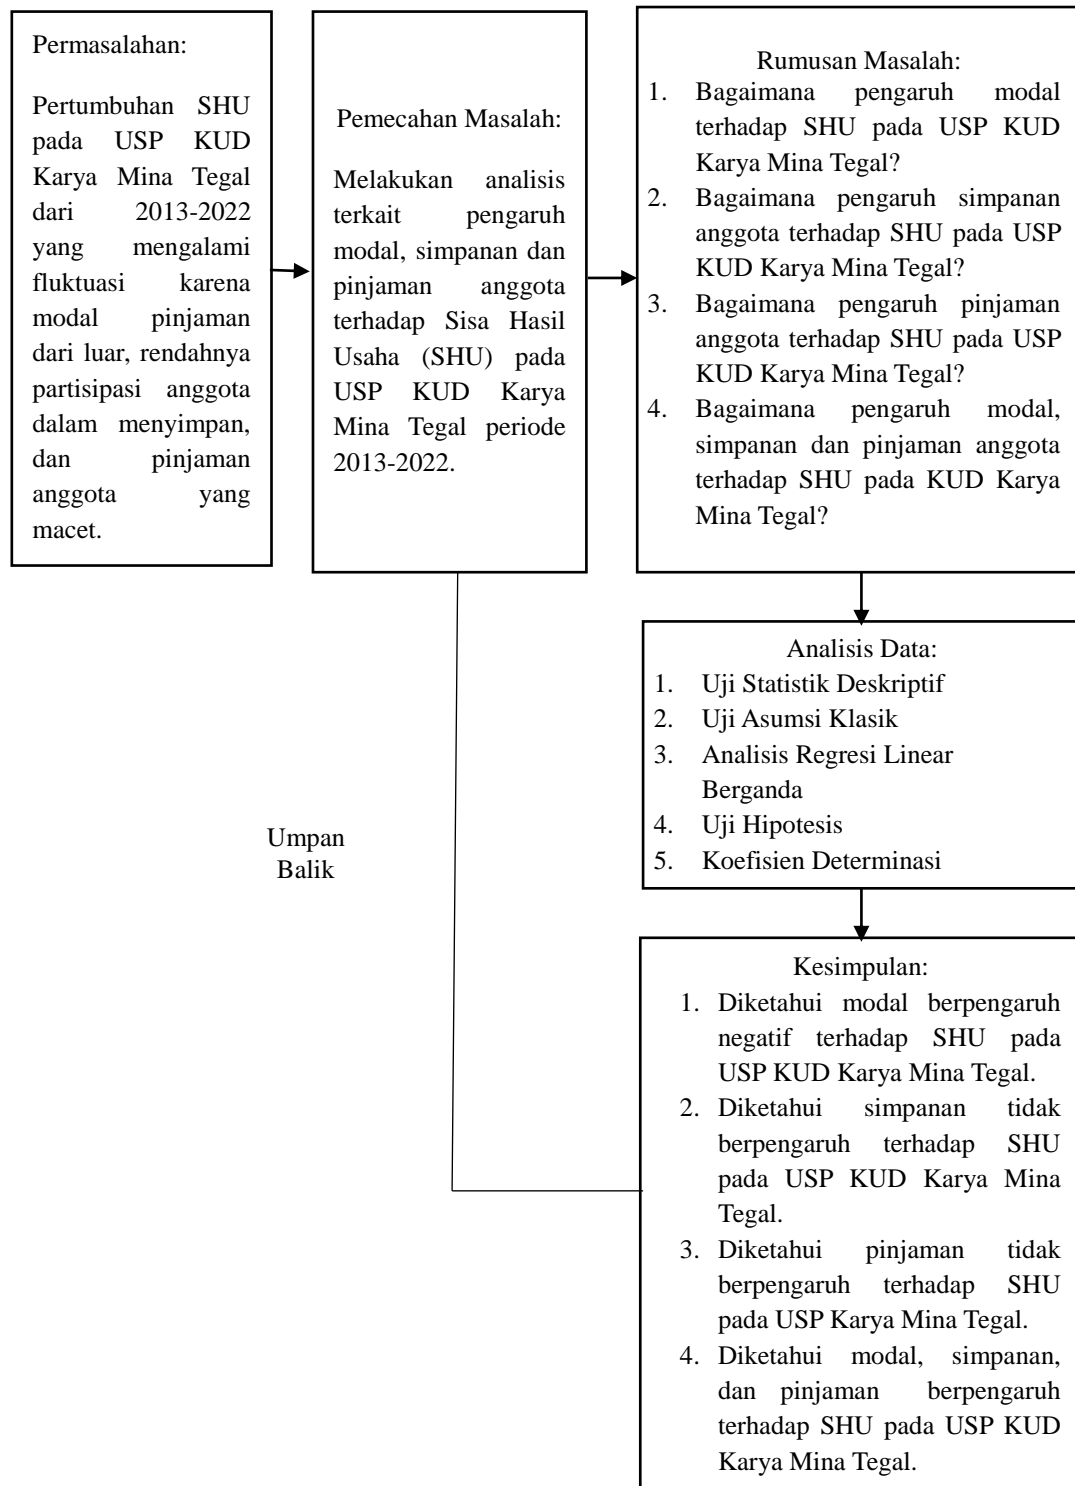 Permasalahan:
Pertumbuhan SHU
pada USP KUD
Karya Mina Tegal
dari 2013-2022
yang mengalami
fluktuasi karena
modal pinjaman
dari luar, rendahnya
partisipasi anggota
dalam menyimpan,
dan pinjaman
anggota yang
macet.
Pemecahan Masalah:
Melakukan analisis
terkait pengaruh
modal, simpanan dan
pinjaman anggota
terhadap Sisa Hasil
Usaha (SHU) pada
USP KUD Karya
Mina Tegal periode
2013-2022.
Rumusan Masalah:
1. Bagaimana pengaruh modal
terhadap SHU pada USP KUD
Karya Mina Tegal?
2. Bagaimana pengaruh simpanan
anggota terhadap SHU pada USP
KUD Karya Mina Tegal?
3. Bagaimana pengaruh pinjaman
anggota terhadap SHU pada USP
KUD Karya Mina Tegal?
4. Bagaimana pengaruh modal,
simpanan dan pinjaman anggota
terhadap SHU pada KUD Karya
Mina Tegal?
Analisis Data:
1. Uji Statistik Deskriptif
2. Uji Asumsi Klasik
3. Analisis Regresi Linear
Berganda
4. Uji Hipotesis
5. Koefisien Determinasi
Umpan
Balik
Kesimpulan:
1. Diketahui modal berpengaruh
negatif terhadap SHU pada
USP KUD Karya Mina Tegal.
2. Diketahui simpanan tidak
berpengaruh terhadap SHU
pada USP KUD Karya Mina
Tegal.
3. Diketahui pinjaman tidak
berpengaruh terhadap SHU
pada USP Karya Mina Tegal.
4. Diketahui modal, simpanan,
dan pinjaman berpengaruh
terhadap SHU pada USP KUD
Karya Mina Tegal.